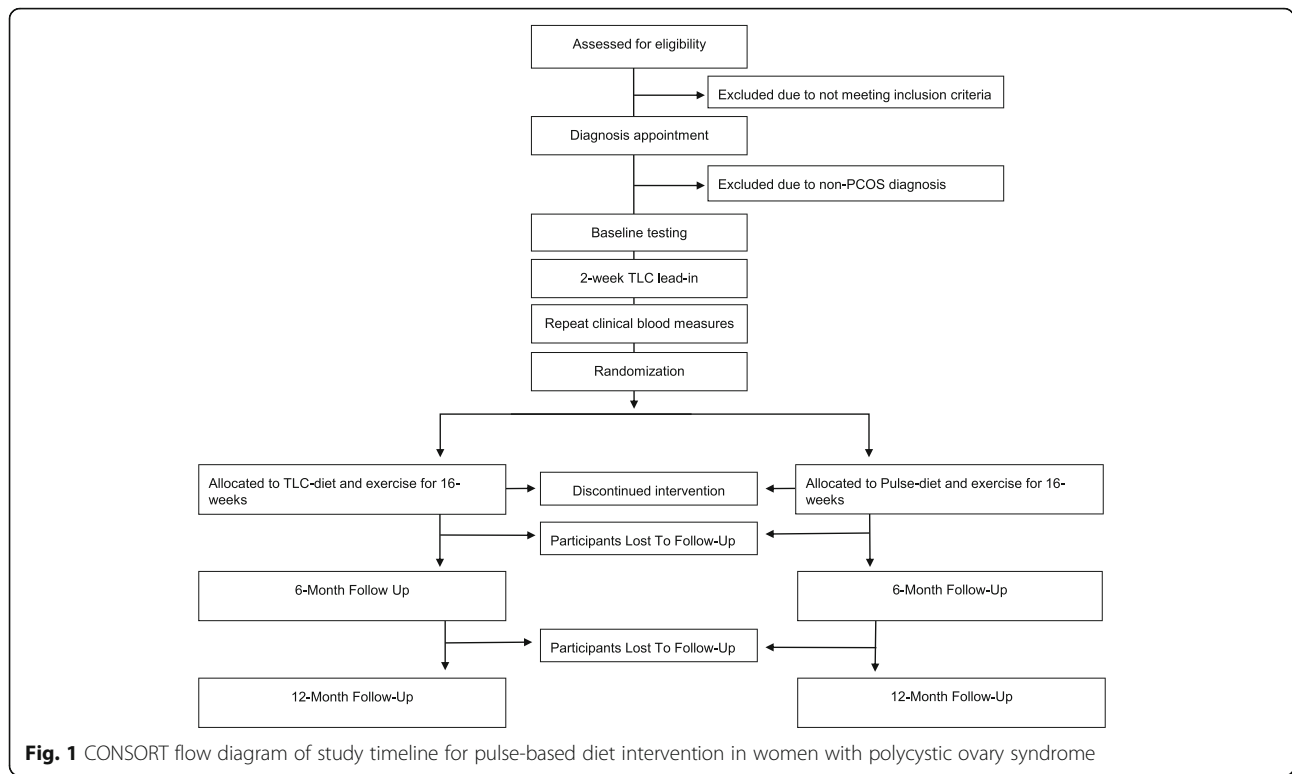 Assessed for eligibility
Excluded due to not meeting inclusion criteria
Diagnosis appointment
Excluded due to non-PCOS diagnosis
Baseline testing
2-week TLC lead-in
Repeat clinical blood measures
Randomization
Allocated to TLC-diet and exercise for 16-
weeks
Discontinued intervention
Allocated to Pulse-diet and exercise for 16-
weeks
Participants Lost To Follow-Up
6-Month Follow Up
6-Month Follow-Up
Participants Lost To Follow-Up
12-Month Follow-Up
12-Month Follow-Up
Fig. 1 CONSORT flow diagram of study timeline for pulse-based diet intervention in women with polycystic ovary syndrome